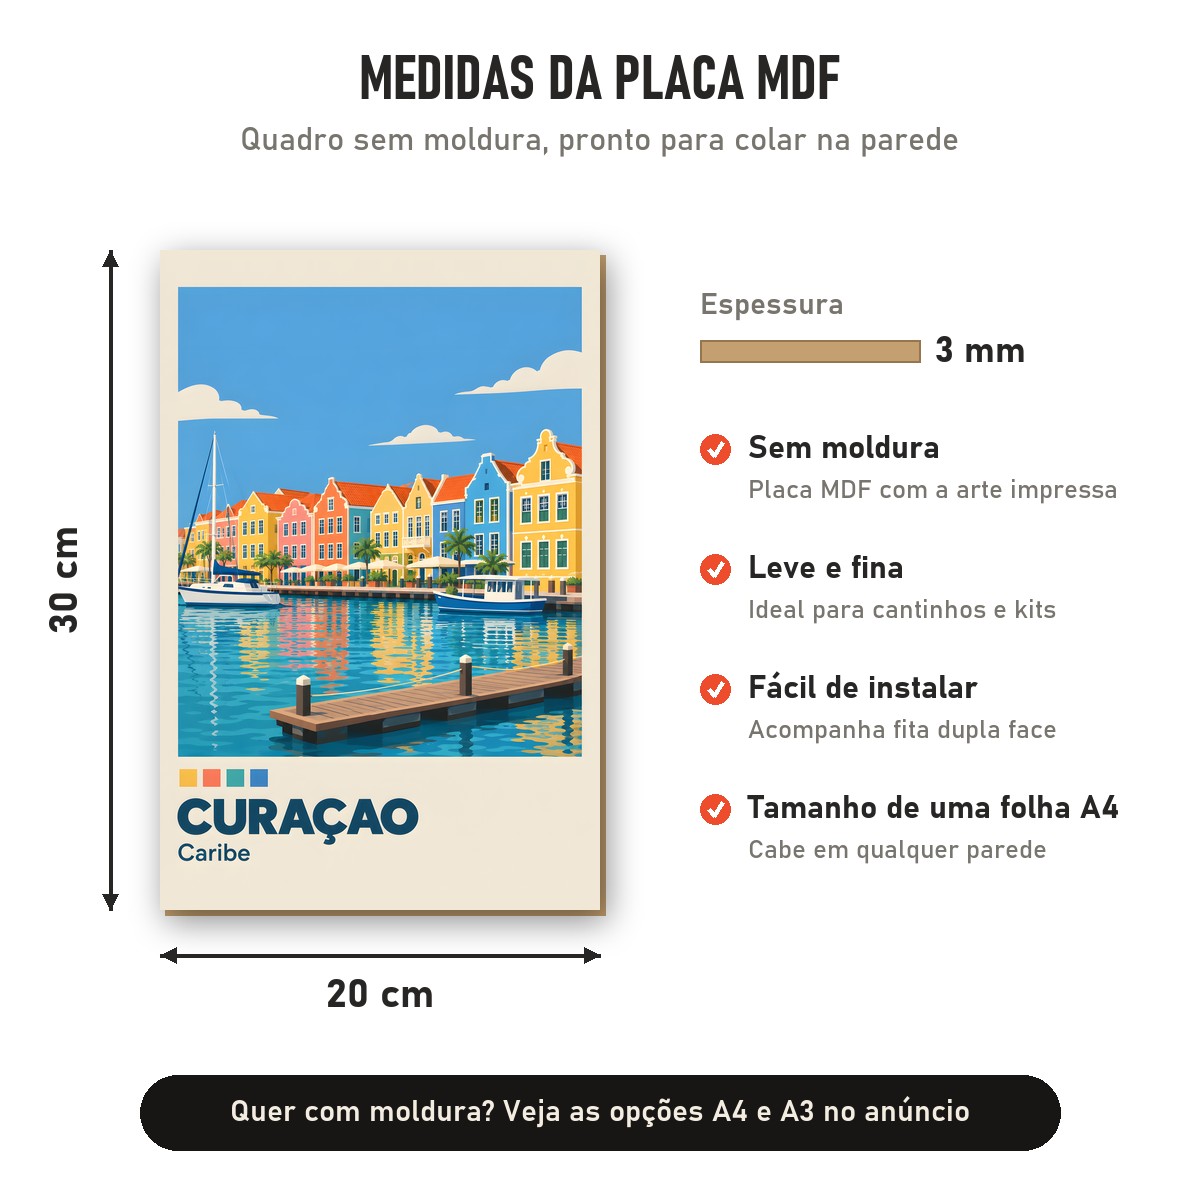 MEDIDAS DA PLACA MDF
Quadro sem moldura, pronto para colar na parede
30 cm
CURAÇAO
Caribe
20 cm
Espessura
3 mm
Sem moldura
Placa MDF com a arte impressa
Leve e fina
Ideal para cantinhos e kits
Fácil de instalar
Acompanha fita dupla face
Tamanho de uma folha A4
Cabe em qualquer parede
Quer com moldura? Veja as opções A4 e A3 no anúncio